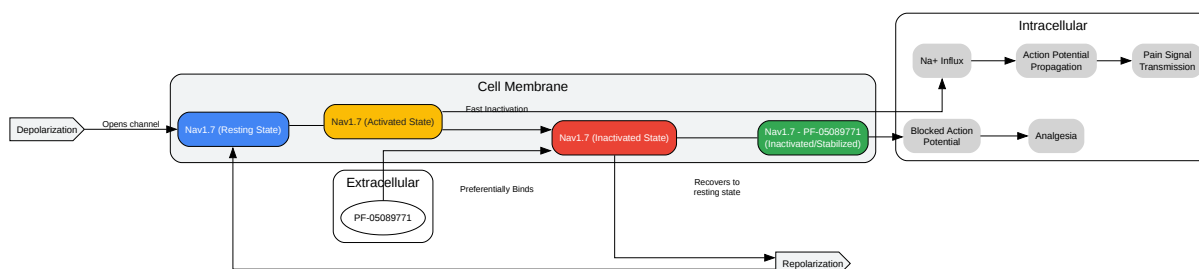 Intracellular
Na+ Influx
Action Potential
Propagation
Pain Signal
Transmission
Cell Membrane
Fast Inactivation
Depolarization
Opens channel
Nav1.7 (Resting State)
Nav1.7 (Activated State)
Nav1.7 (Inactivated State)
Nav1.7 - PF-05089771
(Inactivated/Stabilized)
Blocked Action
Potential
Analgesia
Extracellular
PF-05089771
Preferentially Binds
Recovers to
resting state
Repolarization